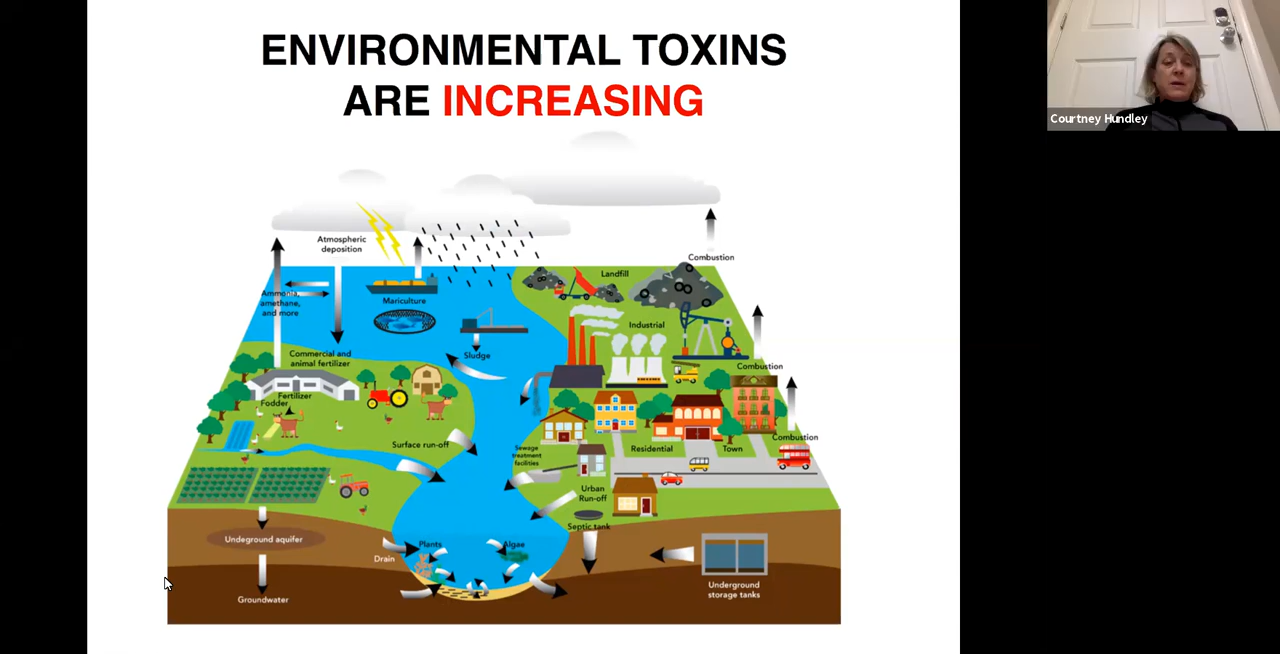 ENVIRONMENTAL TOXINS
ARE INCREASING
Courtney Hundley
Atmospheric
deposition
Combustion
Landfill
Ammonia,
amethane,
and more
Mariculture
Industrial
Sludge
Commercial and
animal fertilizer
Combustion
Fertilizer
Fodder
Combustion
Surface run-off
Sewage
treatment
facilities
Residential
Town
Urban
Run-off
Septic tank
Undeground aquifer
Plants
Algae
Drain
Underground
storage tanks
Groundwater